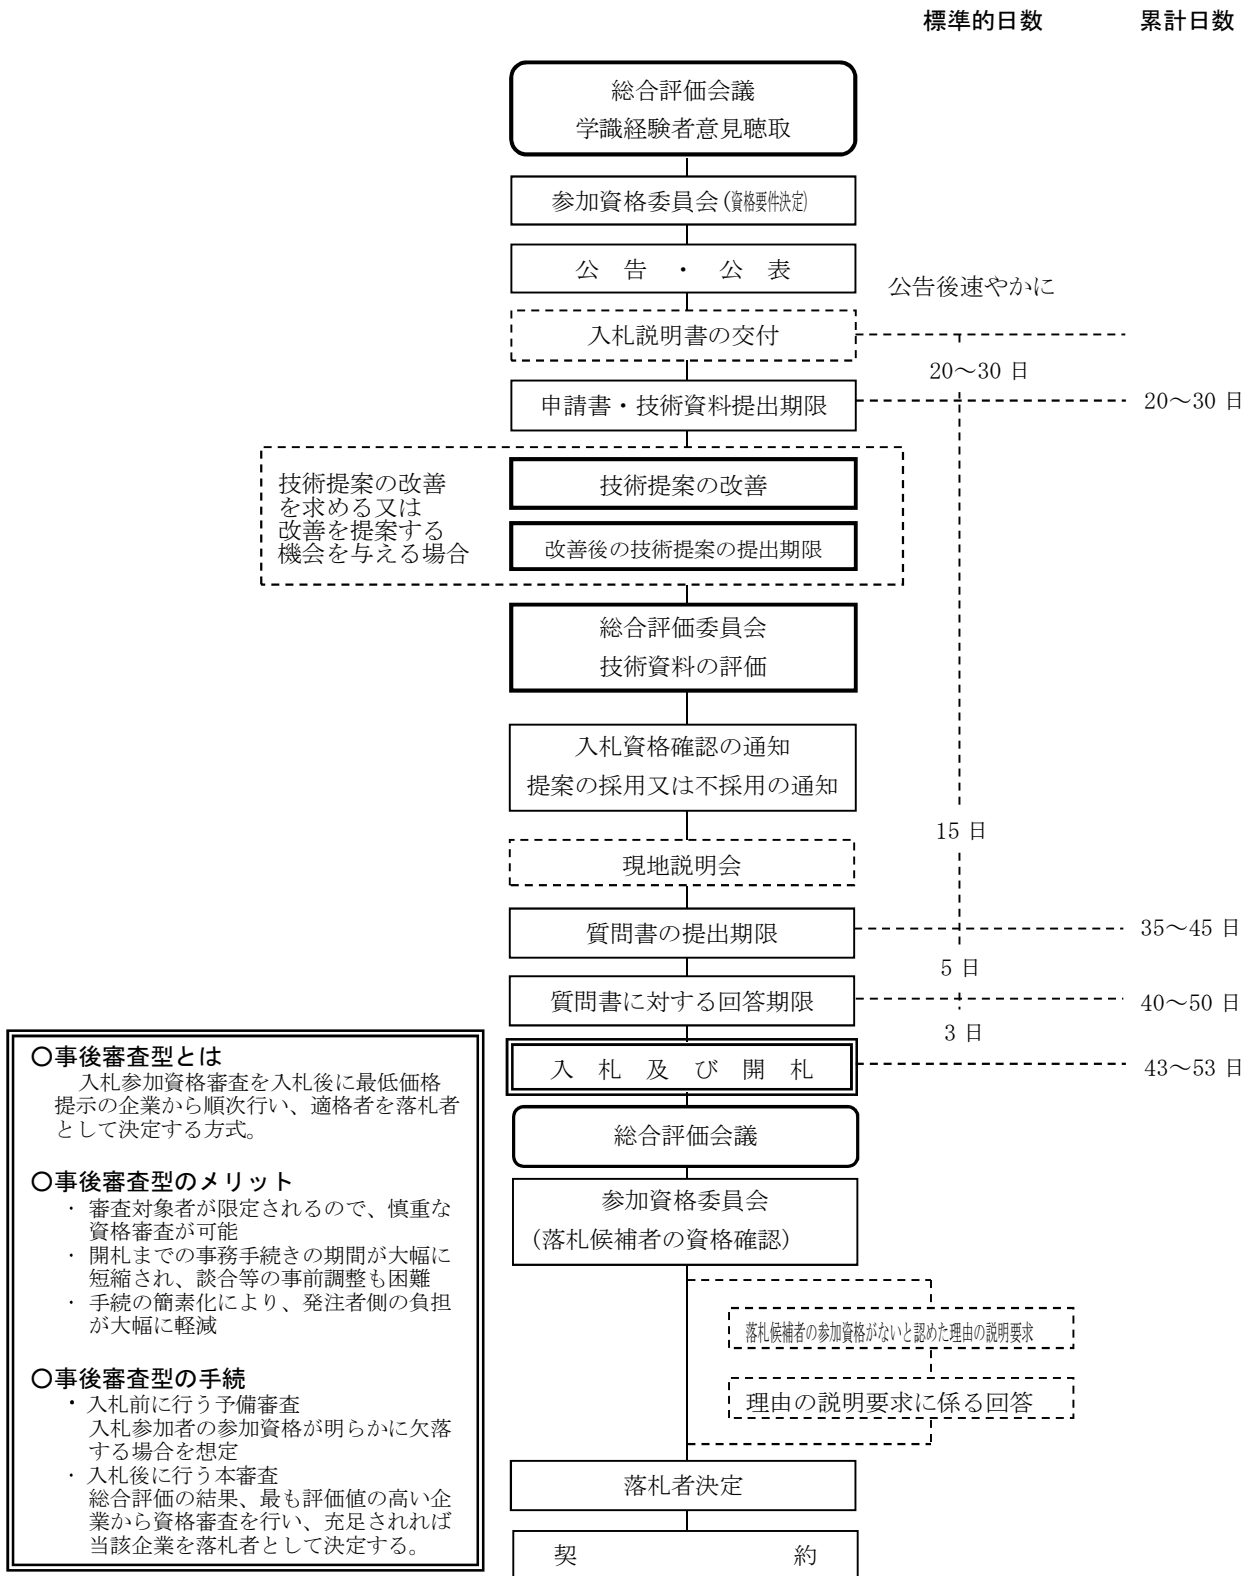 標準的日数　累計日数
総合評価会議
学識経験者意見聴取
参加資格委員会(資格要件決定)
公　告　・　公　表
公告後速やかに
入札説明書の交付
20～30 日
申請書・技術資料提出期限
20～30 日
技術提案の改善
を求める又は
改善を提案する
機会を与える場合
技術提案の改善
改善後の技術提案の提出期限
総合評価委員会
技術資料の評価
入札資格確認の通知
提案の採用又は不採用の通知
15 日
現地説明会
質問書の提出期限
35～45 日
5 日
質問書に対する回答期限
40～50 日
3 日
入　札　及　び　開　札
43～53 日
総合評価会議
参加資格委員会
(落札候補者の資格確認)
落札候補者の参加資格がないと認めた理由の説明要求
理由の説明要求に係る回答
落札者決定
契　　　　　　　　　約
〇事後審査型とは
入札参加資格審査を入札後に最低価格
提示の企業から順次行い、適格者を落札者
として決定する方式。
〇事後審査型のメリット
・ 審査対象者が限定されるので、慎重な
資格審査が可能
・ 開札までの事務手続きの期間が大幅に
短縮され、談合等の事前調整も困難
・ 手続の簡素化により、発注者側の負担
が大幅に軽減
〇事後審査型の手続
・ 入札前に行う予備審査
入札参加者の参加資格が明らかに欠落
する場合を想定
・ 入札後に行う本審査
総合評価の結果、最も評価値の高い企
業から資格審査を行い、充足されれば
当該企業を落札者として決定する。